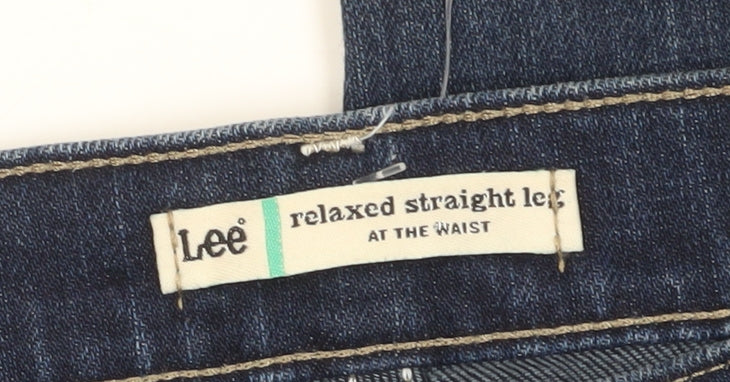 Lee®
relaxed straight leg
AT THE WAIST